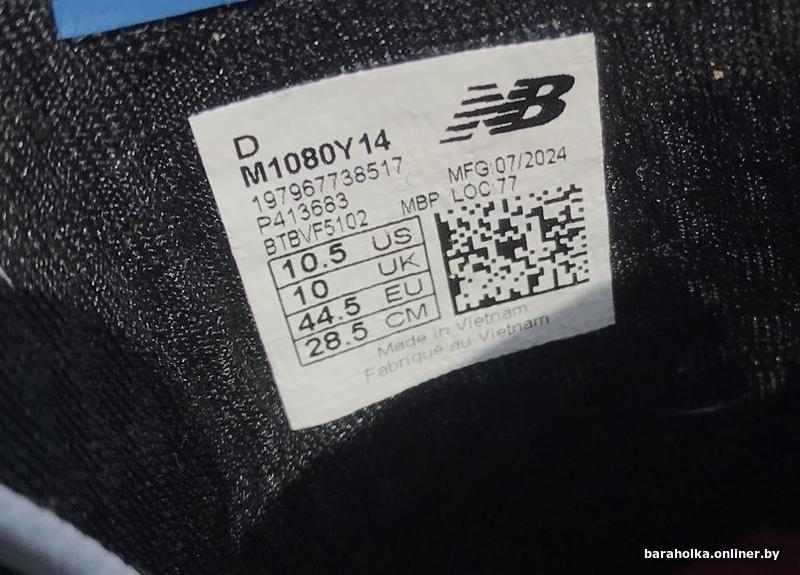 NB
D
M1080Y14
197967738517
P413683
BTBVF5102
MBP
MFG:07/2024
LOC:77
10.5 US
10 UK
44.5 EU
28.5 CM
Made in Vietnam
Fabriqué au Vietnam
baraholka.onliner.by